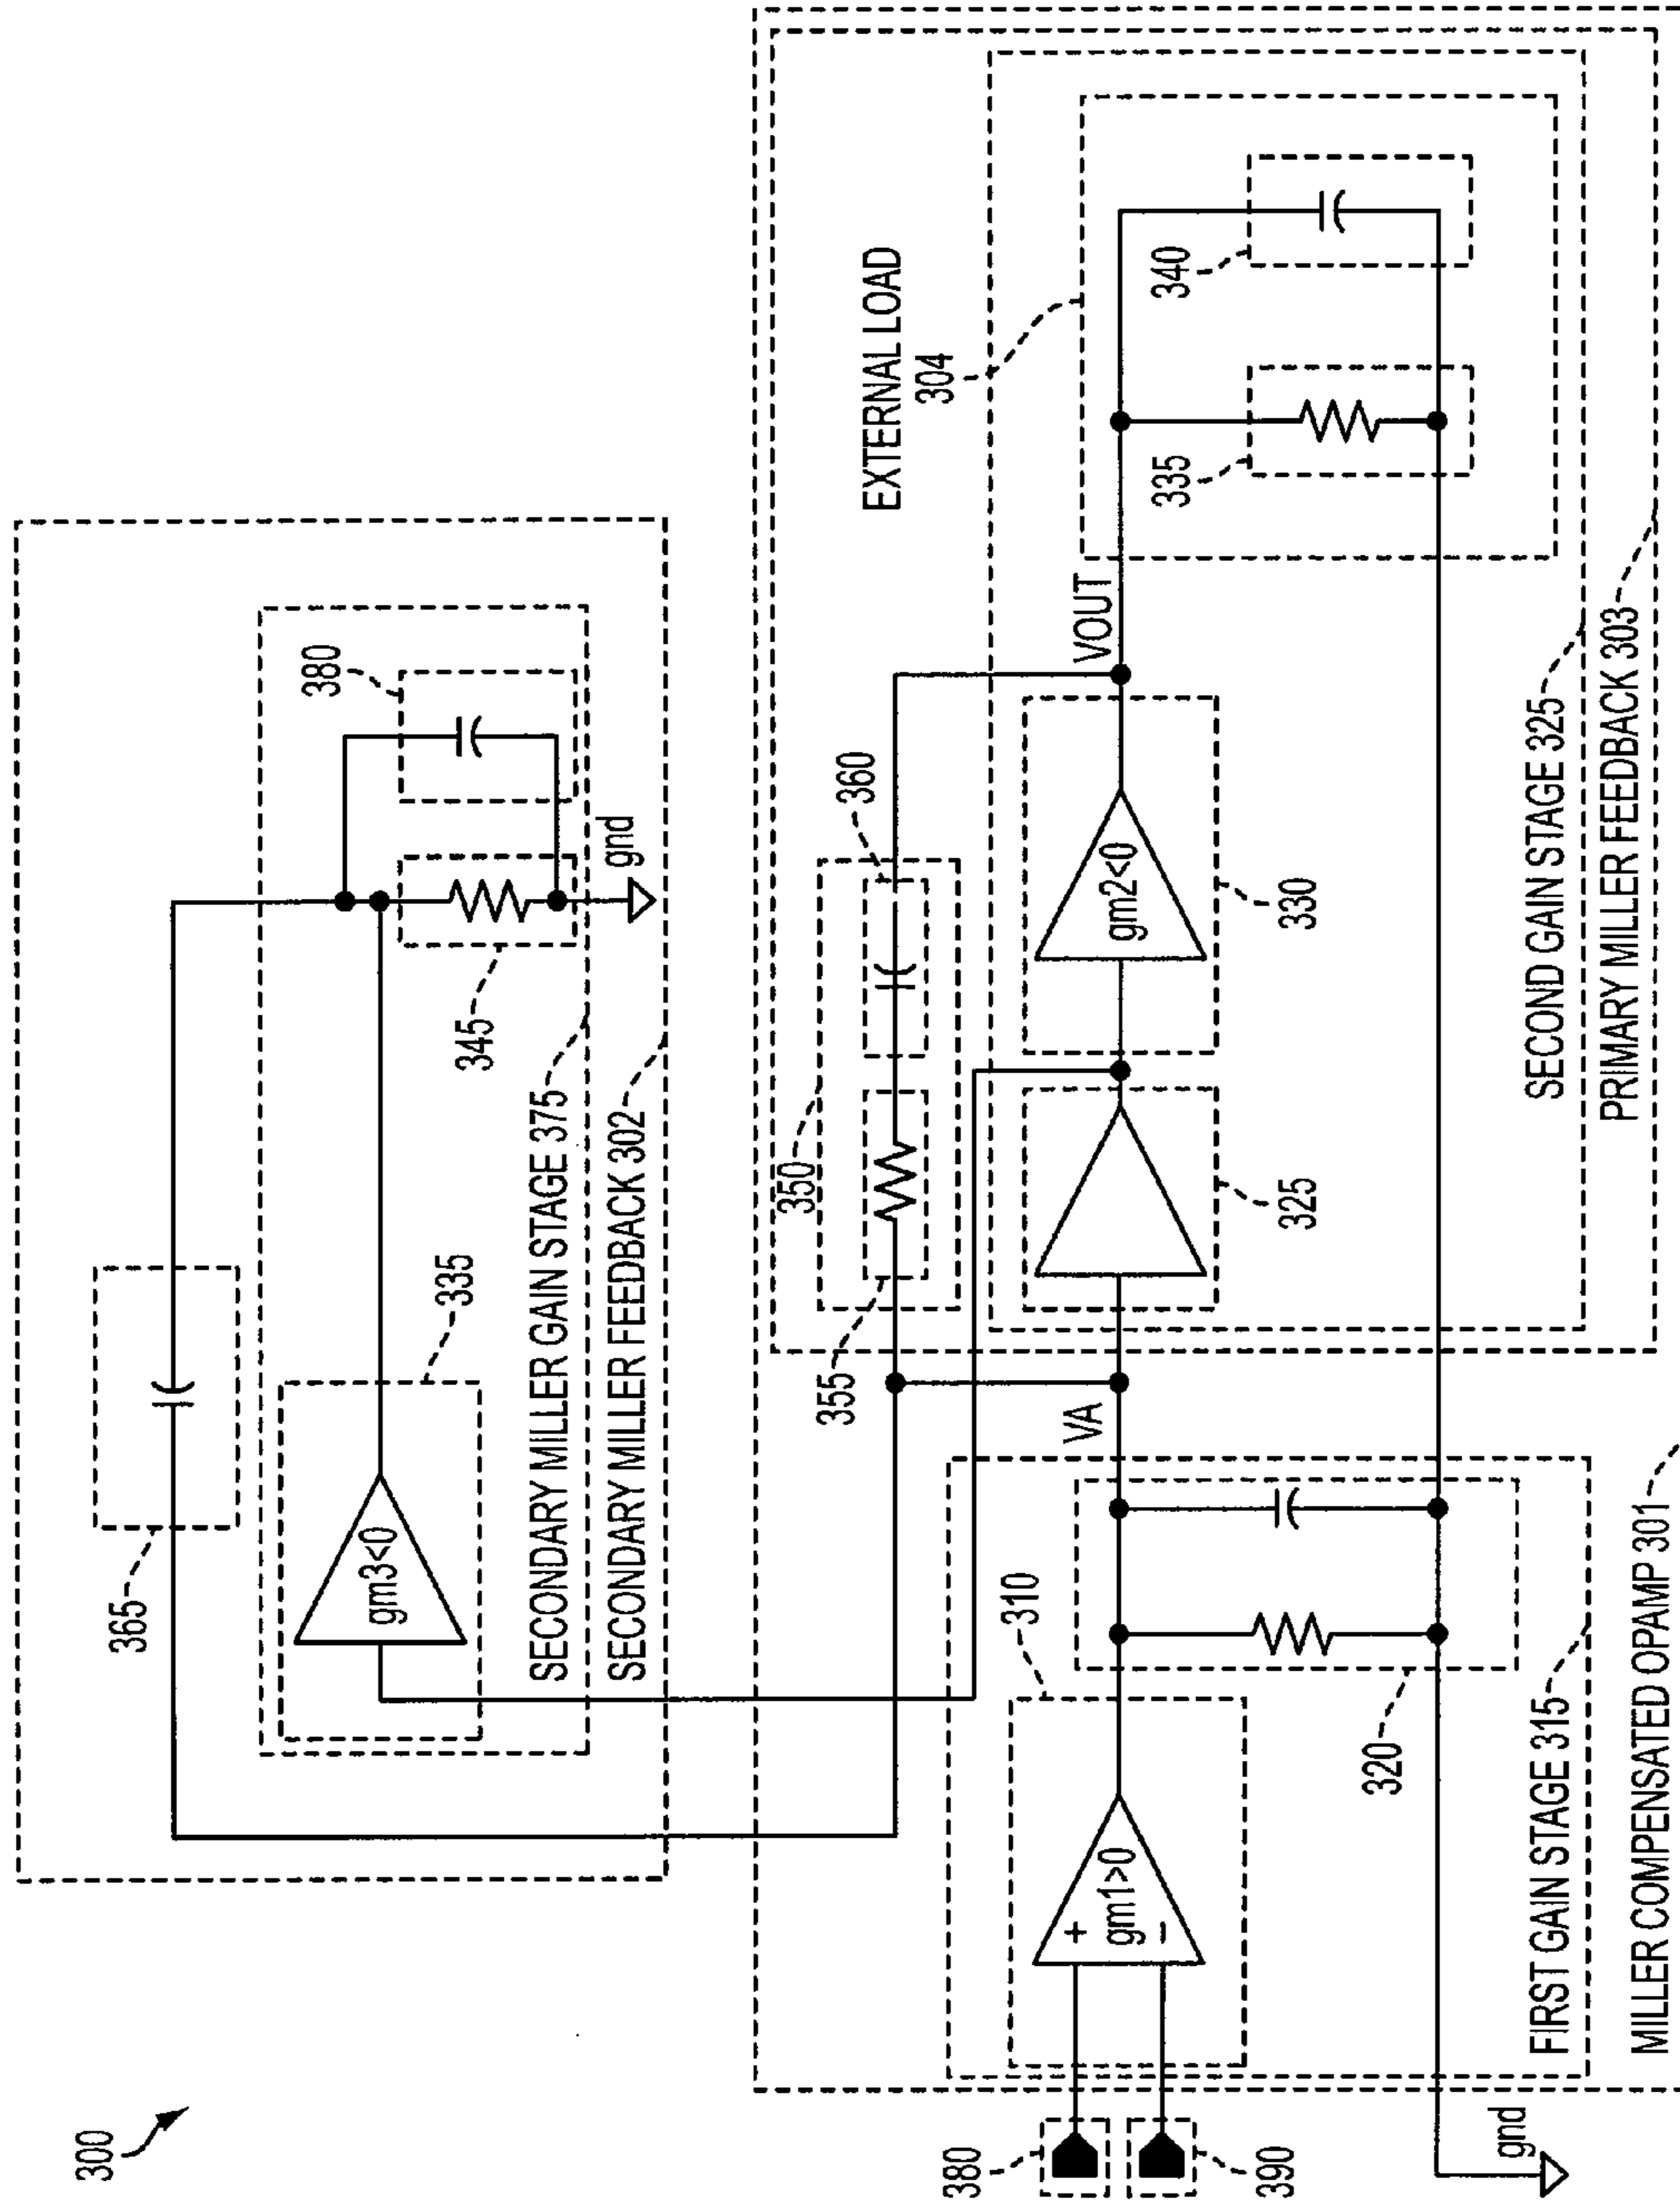 300
365
335
gm3<0
380
345
gnd
SECONDARY MILLER GAIN STAGE 375
SECONDARY MILLER FEEDBACK 302
EXTERNAL LOAD
304
350
360
355
340
335
VA
VOUT
310
380
+
gm1>0
−
390
325
gm2<0
330
320
gnd
FIRST GAIN STAGE 315
SECOND GAIN STAGE 325
PRIMARY MILLER FEEDBACK 303
MILLER COMPENSATED OPAMP 301